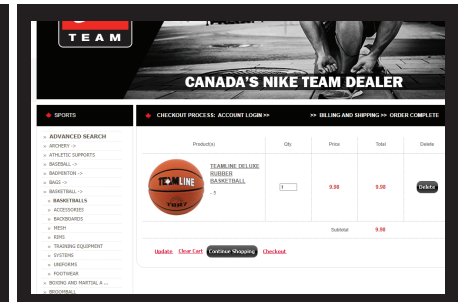 TEAM
CANADA'S NIKE TEAM DEALER
SPORTS
CHECKOUT PROCESS: ACCOUNT LOGIN >>
>> BILLING AND SHIPPING >> ORDER COMPLETE
» ADVANCED SEARCH
» ARCHERY ->
» ATHLETIC SUPPORTS
» BASEBALL ->
» BADMINTON ->
» BAGS ->
» BASKETBALL ->
» BASKETBALLS
» ACCESSORIES
» BACKBOARDS
» MESH
» RIMS
» TRAINING EQUIPMENT
» SYSTEMS
» UNIFORMS
» FOOTWEAR
» BOXING AND MARTIAL A ...
» BROOMBALL
Product(s) Qty Price Total Delete
TEAMLINE
TEAMLINE DELUXE
RUBBER
BASKETBALL
- 5
1 9.98 9.98 Delete
Subtotal 9.98
Update Clear Cart Continue Shopping Checkout